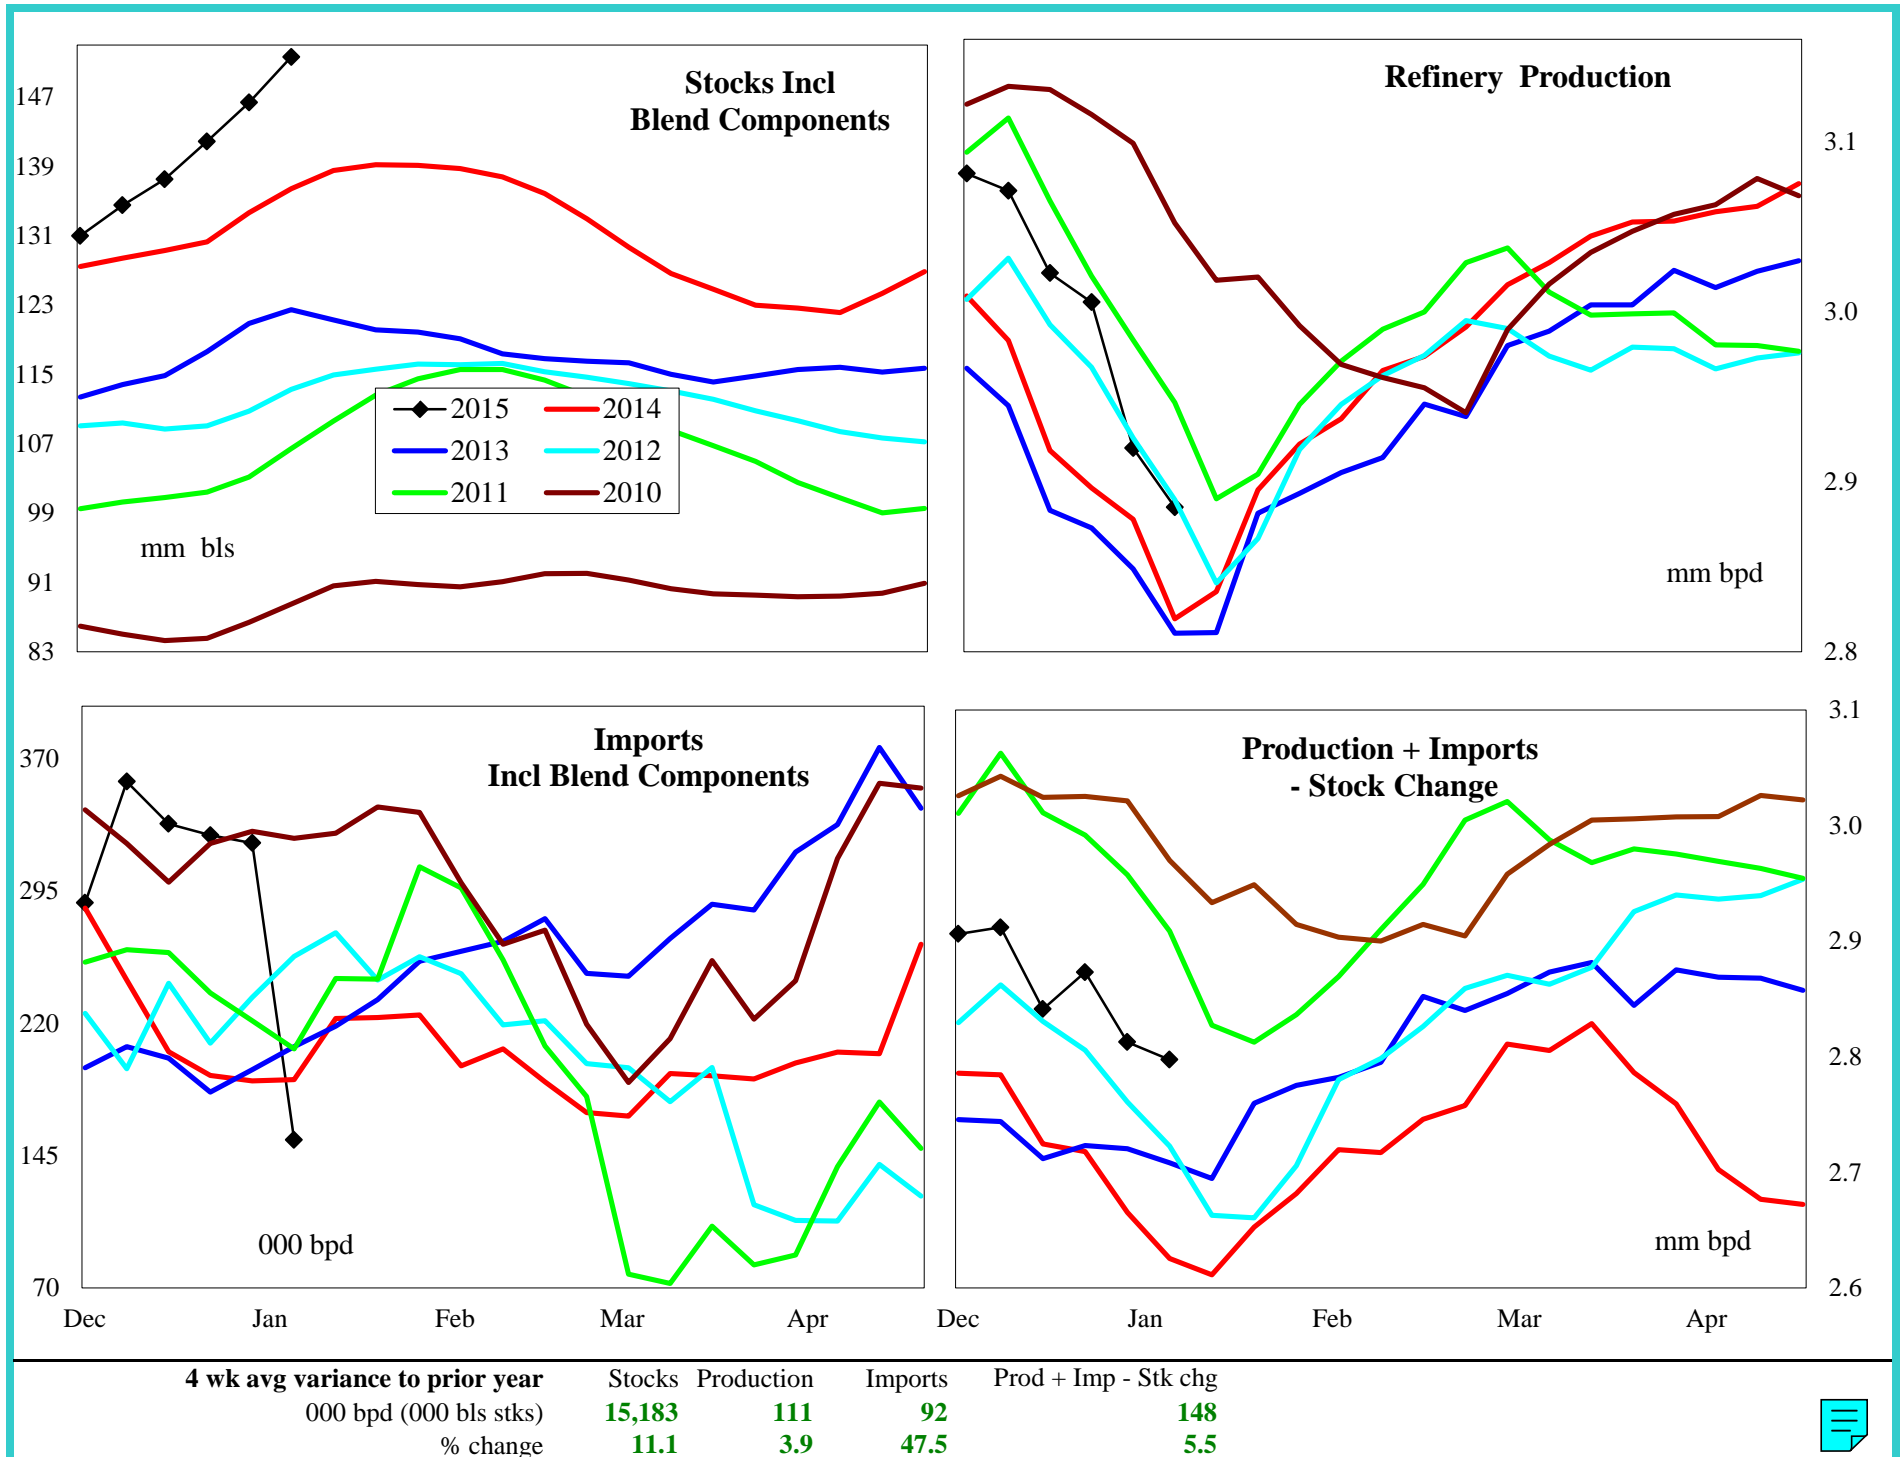 Stocks Incl
Blend Components
147
139
131
123
115
107
99
91
83
2015 2014
2013 2012
2011 2010
mm bls
Refinery Production
3.1
3.0
2.9
2.8
mm bpd
Imports
Incl Blend Components
370
295
220
145
70
000 bpd
Dec Jan Feb Mar Apr
Production + Imports
- Stock Change
3.1
3.0
2.9
2.8
2.7
2.6
mm bpd
Dec Jan Feb Mar Apr
4 wk avg variance to prior year Stocks Production Imports Prod + Imp - Stk chg
000 bpd (000 bls stks) 15,183 111 92 148
% change 11.1 3.9 47.5 5.5